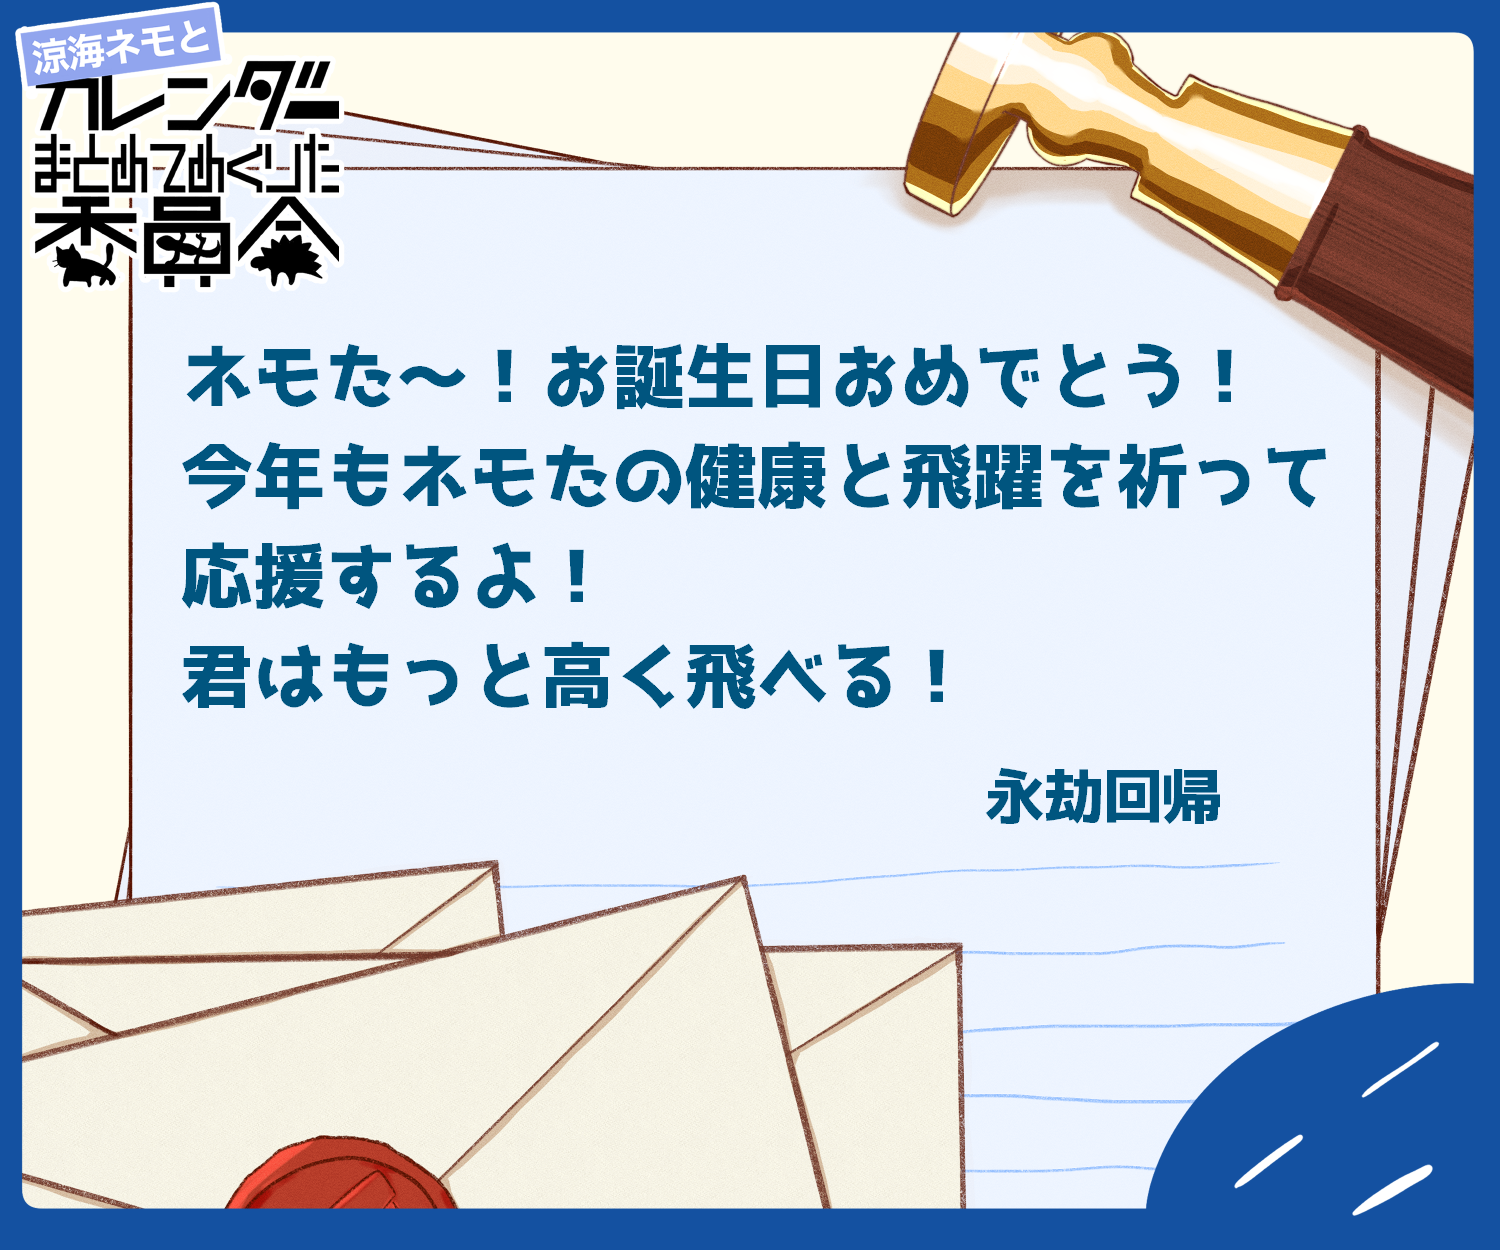 涼海ネモと
カレンダー
まとめてめくりた
委員会
ネモた～！お誕生日おめでとう！
今年もネモたの健康と飛躍を祈って
応援するよ！
君はもっと高く飛べる！
永劫回帰